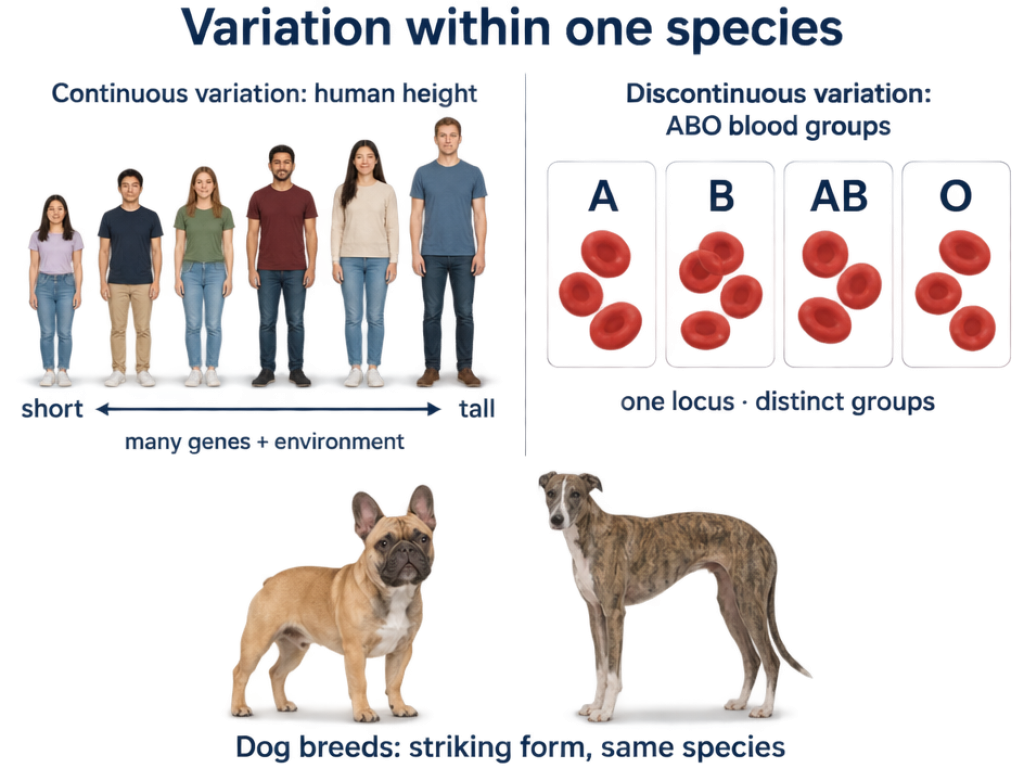 Variation within one species
Continuous variation: human height
short
tall
many genes + environment
Discontinuous variation:
ABO blood groups
A
B
AB
O
one locus · distinct groups
Dog breeds: striking form, same species